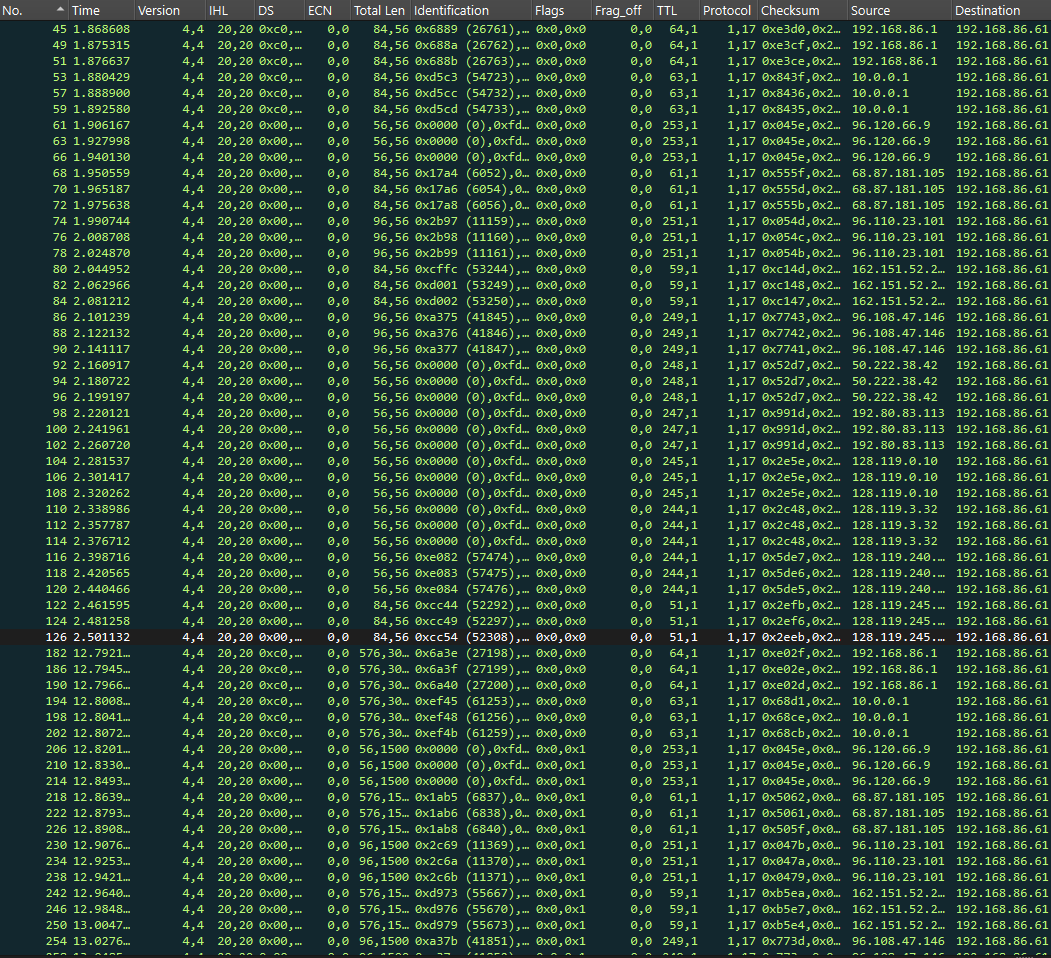 No. Time Version IHL DS ECN Total Len Identification Flags Frag_off TTL Protocol Checksum Source Destination
45 1.868608 4,4 20,20 0xc0,… 0,0 84,56 0x6889 (26761),… 0x0,0x0 0,0 64,1 1,17 0xe3d0,0x2… 192.168.86.1 192.168.86.61
49 1.875315 4,4 20,20 0xc0,… 0,0 84,56 0x688a (26762),… 0x0,0x0 0,0 64,1 1,17 0xe3cf,0x2… 192.168.86.1 192.168.86.61
51 1.876637 4,4 20,20 0xc0,… 0,0 84,56 0x688b (26763),… 0x0,0x0 0,0 64,1 1,17 0xe3ce,0x2… 192.168.86.1 192.168.86.61
53 1.880429 4,4 20,20 0xc0,… 0,0 84,56 0xd5c3 (54723),… 0x0,0x0 0,0 63,1 1,17 0x843f,0x2… 10.0.0.1 192.168.86.61
57 1.888900 4,4 20,20 0xc0,… 0,0 84,56 0xd5cc (54732),… 0x0,0x0 0,0 63,1 1,17 0x8436,0x2… 10.0.0.1 192.168.86.61
59 1.892580 4,4 20,20 0xc0,… 0,0 84,56 0xd5cd (54733),… 0x0,0x0 0,0 63,1 1,17 0x8435,0x2… 10.0.0.1 192.168.86.61
61 1.906167 4,4 20,20 0x00,… 0,0 56,56 0x0000 (0),0xfd… 0x0,0x0 0,0 253,1 1,17 0x045e,0x2… 96.120.66.9 192.168.86.61
63 1.927998 4,4 20,20 0x00,… 0,0 56,56 0x0000 (0),0xfd… 0x0,0x0 0,0 253,1 1,17 0x045e,0x2… 96.120.66.9 192.168.86.61
66 1.940130 4,4 20,20 0x00,… 0,0 56,56 0x0000 (0),0xfd… 0x0,0x0 0,0 253,1 1,17 0x045e,0x2… 96.120.66.9 192.168.86.61
68 1.950559 4,4 20,20 0x00,… 0,0 84,56 0x17a4 (6052),0… 0x0,0x0 0,0 61,1 1,17 0x555f,0x2… 68.87.181.105 192.168.86.61
70 1.965187 4,4 20,20 0x00,… 0,0 84,56 0x17a6 (6054),0… 0x0,0x0 0,0 61,1 1,17 0x555d,0x2… 68.87.181.105 192.168.86.61
72 1.975638 4,4 20,20 0x00,… 0,0 84,56 0x17a8 (6056),0… 0x0,0x0 0,0 61,1 1,17 0x555b,0x2… 68.87.181.105 192.168.86.61
74 1.990744 4,4 20,20 0x00,… 0,0 96,56 0x2b97 (11159),… 0x0,0x0 0,0 251,1 1,17 0x054d,0x2… 96.110.23.101 192.168.86.61
76 2.008708 4,4 20,20 0x00,… 0,0 96,56 0x2b98 (11160),… 0x0,0x0 0,0 251,1 1,17 0x054c,0x2… 96.110.23.101 192.168.86.61
78 2.024870 4,4 20,20 0x00,… 0,0 96,56 0x2b99 (11161),… 0x0,0x0 0,0 251,1 1,17 0x054b,0x2… 96.110.23.101 192.168.86.61
80 2.044952 4,4 20,20 0x00,… 0,0 84,56 0xcffc (53244),… 0x0,0x0 0,0 59,1 1,17 0xc14d,0x2… 162.151.52.2… 192.168.86.61
82 2.062966 4,4 20,20 0x00,… 0,0 84,56 0xd001 (53249),… 0x0,0x0 0,0 59,1 1,17 0xc148,0x2… 162.151.52.2… 192.168.86.61
84 2.081212 4,4 20,20 0x00,… 0,0 84,56 0xd002 (53250),… 0x0,0x0 0,0 59,1 1,17 0xc147,0x2… 162.151.52.2… 192.168.86.61
86 2.101239 4,4 20,20 0x00,… 0,0 96,56 0xa375 (41845),… 0x0,0x0 0,0 249,1 1,17 0x7743,0x2… 96.108.47.146 192.168.86.61
88 2.122132 4,4 20,20 0x00,… 0,0 96,56 0xa376 (41846),… 0x0,0x0 0,0 249,1 1,17 0x7742,0x2… 96.108.47.146 192.168.86.61
90 2.141117 4,4 20,20 0x00,… 0,0 96,56 0xa377 (41847),… 0x0,0x0 0,0 249,1 1,17 0x7741,0x2… 96.108.47.146 192.168.86.61
92 2.160917 4,4 20,20 0x00,… 0,0 56,56 0x0000 (0),0xfd… 0x0,0x0 0,0 248,1 1,17 0x52d7,0x2… 50.222.38.42 192.168.86.61
94 2.180722 4,4 20,20 0x00,… 0,0 56,56 0x0000 (0),0xfd… 0x0,0x0 0,0 248,1 1,17 0x52d7,0x2… 50.222.38.42 192.168.86.61
96 2.199197 4,4 20,20 0x00,… 0,0 56,56 0x0000 (0),0xfd… 0x0,0x0 0,0 248,1 1,17 0x52d7,0x2… 50.222.38.42 192.168.86.61
98 2.220121 4,4 20,20 0x00,… 0,0 56,56 0x0000 (0),0xfd… 0x0,0x0 0,0 247,1 1,17 0x991d,0x2… 192.80.83.113 192.168.86.61
100 2.241961 4,4 20,20 0x00,… 0,0 56,56 0x0000 (0),0xfd… 0x0,0x0 0,0 247,1 1,17 0x991d,0x2… 192.80.83.113 192.168.86.61
102 2.260720 4,4 20,20 0x00,… 0,0 56,56 0x0000 (0),0xfd… 0x0,0x0 0,0 247,1 1,17 0x991d,0x2… 192.80.83.113 192.168.86.61
104 2.281537 4,4 20,20 0x00,… 0,0 56,56 0x0000 (0),0xfd… 0x0,0x0 0,0 245,1 1,17 0x2e5e,0x2… 128.119.0.10 192.168.86.61
106 2.301417 4,4 20,20 0x00,… 0,0 56,56 0x0000 (0),0xfd… 0x0,0x0 0,0 245,1 1,17 0x2e5e,0x2… 128.119.0.10 192.168.86.61
108 2.320262 4,4 20,20 0x00,… 0,0 56,56 0x0000 (0),0xfd… 0x0,0x0 0,0 245,1 1,17 0x2e5e,0x2… 128.119.0.10 192.168.86.61
110 2.338986 4,4 20,20 0x00,… 0,0 56,56 0x0000 (0),0xfd… 0x0,0x0 0,0 244,1 1,17 0x2c48,0x2… 128.119.3.32 192.168.86.61
112 2.357787 4,4 20,20 0x00,… 0,0 56,56 0x0000 (0),0xfd… 0x0,0x0 0,0 244,1 1,17 0x2c48,0x2… 128.119.3.32 192.168.86.61
114 2.376712 4,4 20,20 0x00,… 0,0 56,56 0x0000 (0),0xfd… 0x0,0x0 0,0 244,1 1,17 0x2c48,0x2… 128.119.3.32 192.168.86.61
116 2.398716 4,4 20,20 0x00,… 0,0 84,56 0xe082 (57474),… 0x0,0x0 0,0 244,1 1,17 0x5de7,0x2… 128.119.240.… 192.168.86.61
118 2.420565 4,4 20,20 0x00,… 0,0 84,56 0xe083 (57475),… 0x0,0x0 0,0 244,1 1,17 0x5de6,0x2… 128.119.240.… 192.168.86.61
120 2.440466 4,4 20,20 0x00,… 0,0 84,56 0xe084 (57476),… 0x0,0x0 0,0 244,1 1,17 0x5de5,0x2… 128.119.240.… 192.168.86.61
122 2.461595 4,4 20,20 0x00,… 0,0 84,56 0xcc44 (52292),… 0x0,0x0 0,0 51,1 1,17 0x2efb,0x2… 128.119.245.… 192.168.86.61
124 2.481258 4,4 20,20 0x00,… 0,0 84,56 0xcc49 (52297),… 0x0,0x0 0,0 51,1 1,17 0x2ef6,0x2… 128.119.245.… 192.168.86.61
126 2.501132 4,4 20,20 0x00,… 0,0 84,56 0xcc54 (52308),… 0x0,0x0 0,0 51,1 1,17 0x2eeb,0x2… 128.119.245.… 192.168.86.61
182 12.7921… 4,4 20,20 0xc0,… 0,0 576,30… 0x6a3e (27198),… 0x0,0x0 0,0 64,1 1,17 0xe02f,0x2… 192.168.86.1 192.168.86.61
186 12.7945… 4,4 20,20 0xc0,… 0,0 576,30… 0x6a3f (27199),… 0x0,0x0 0,0 64,1 1,17 0xe02e,0x2… 192.168.86.1 192.168.86.61
190 12.7966… 4,4 20,20 0xc0,… 0,0 576,30… 0x6a40 (27200),… 0x0,0x0 0,0 64,1 1,17 0xe02d,0x2… 192.168.86.1 192.168.86.61
194 12.8008… 4,4 20,20 0xc0,… 0,0 576,30… 0xef45 (61253),… 0x0,0x0 0,0 63,1 1,17 0x68d1,0x2… 10.0.0.1 192.168.86.61
198 12.8041… 4,4 20,20 0xc0,… 0,0 576,30… 0xef48 (61256),… 0x0,0x0 0,0 63,1 1,17 0x68ce,0x2… 10.0.0.1 192.168.86.61
202 12.8072… 4,4 20,20 0xc0,… 0,0 576,30… 0xef4b (61259),… 0x0,0x0 0,0 63,1 1,17 0x68cb,0x2… 10.0.0.1 192.168.86.61
206 12.8201… 4,4 20,20 0x00,… 0,0 56,1500 0x0000 (0),0xfd… 0x0,0x1 0,0 253,1 1,17 0x045e,0x0… 96.120.66.9 192.168.86.61
210 12.8330… 4,4 20,20 0x00,… 0,0 56,1500 0x0000 (0),0xfd… 0x0,0x1 0,0 253,1 1,17 0x045e,0x0… 96.120.66.9 192.168.86.61
214 12.8493… 4,4 20,20 0x00,… 0,0 56,1500 0x0000 (0),0xfd… 0x0,0x1 0,0 253,1 1,17 0x045e,0x0… 96.120.66.9 192.168.86.61
218 12.8639… 4,4 20,20 0x00,… 0,0 576,15… 0x1ab5 (6837),0… 0x0,0x1 0,0 61,1 1,17 0x5062,0x0… 68.87.181.105 192.168.86.61
222 12.8793… 4,4 20,20 0x00,… 0,0 576,15… 0x1ab6 (6838),0… 0x0,0x1 0,0 61,1 1,17 0x5061,0x0… 68.87.181.105 192.168.86.61
226 12.8908… 4,4 20,20 0x00,… 0,0 576,15… 0x1ab8 (6840),0… 0x0,0x1 0,0 61,1 1,17 0x505f,0x0… 68.87.181.105 192.168.86.61
230 12.9076… 4,4 20,20 0x00,… 0,0 96,1500 0x2c69 (11369),… 0x0,0x1 0,0 251,1 1,17 0x047b,0x0… 96.110.23.101 192.168.86.61
234 12.9253… 4,4 20,20 0x00,… 0,0 96,1500 0x2c6a (11370),… 0x0,0x1 0,0 251,1 1,17 0x047a,0x0… 96.110.23.101 192.168.86.61
238 12.9421… 4,4 20,20 0x00,… 0,0 96,1500 0x2c6b (11371),… 0x0,0x1 0,0 251,1 1,17 0x0479,0x0… 96.110.23.101 192.168.86.61
242 12.9640… 4,4 20,20 0x00,… 0,0 576,15… 0xd973 (55667),… 0x0,0x1 0,0 59,1 1,17 0xb5ea,0x0… 162.151.52.2… 192.168.86.61
246 12.9848… 4,4 20,20 0x00,… 0,0 576,15… 0xd976 (55670),… 0x0,0x1 0,0 59,1 1,17 0xb5e7,0x0… 162.151.52.2… 192.168.86.61
250 13.0047… 4,4 20,20 0x00,… 0,0 576,15… 0xd979 (55673),… 0x0,0x1 0,0 59,1 1,17 0xb5e4,0x0… 162.151.52.2… 192.168.86.61
254 13.0276… 4,4 20,20 0x00,… 0,0 96,1500 0xa37b (41851),… 0x0,0x1 0,0 249,1 1,17 0x773d,0x0… 96.108.47.146 192.168.86.61